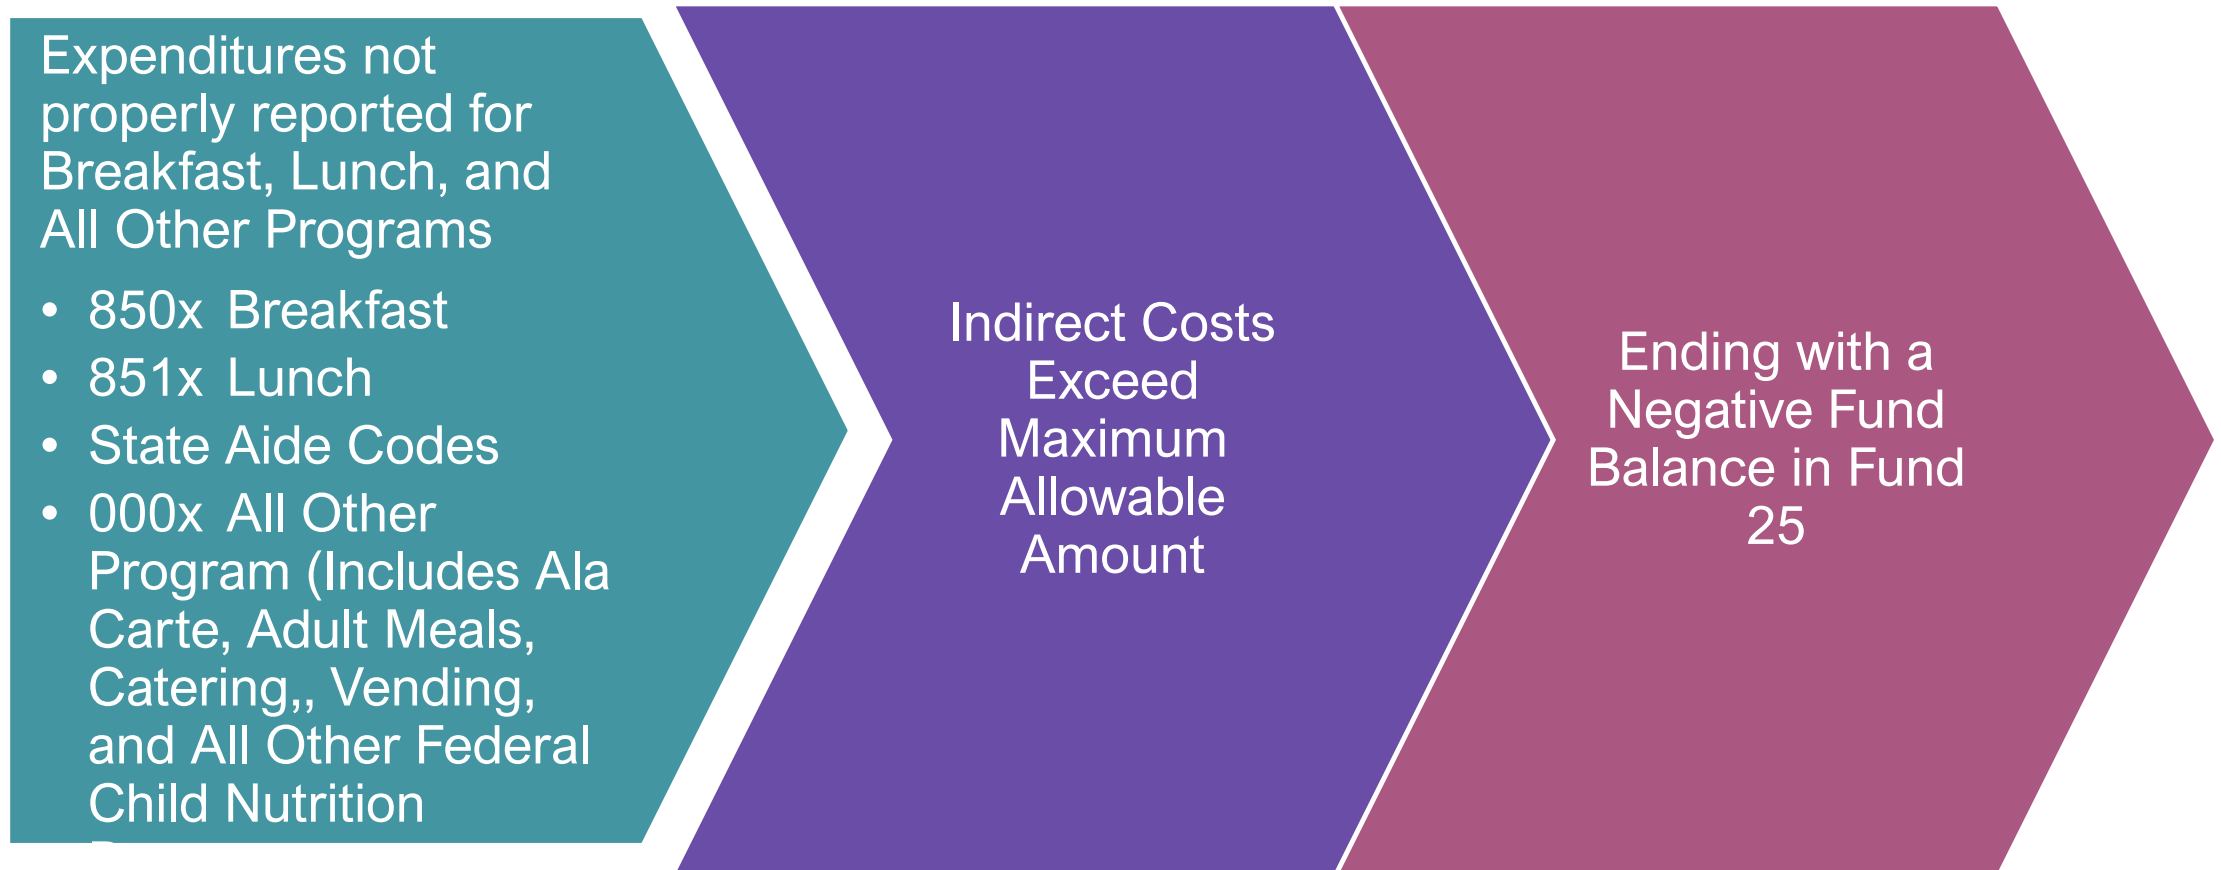 Expenditures not
properly reported for
Breakfast, Lunch, and
All Other Programs
• 850x Breakfast
• 851x Lunch
• State Aide Codes
• 000x All Other
Program (Includes Ala
Carte, Adult Meals,
Catering,, Vending,
and All Other Federal
Child Nutrition
Indirect Costs
Exceed
Maximum
Allowable
Amount
Ending with a
Negative Fund
Balance in Fund
25